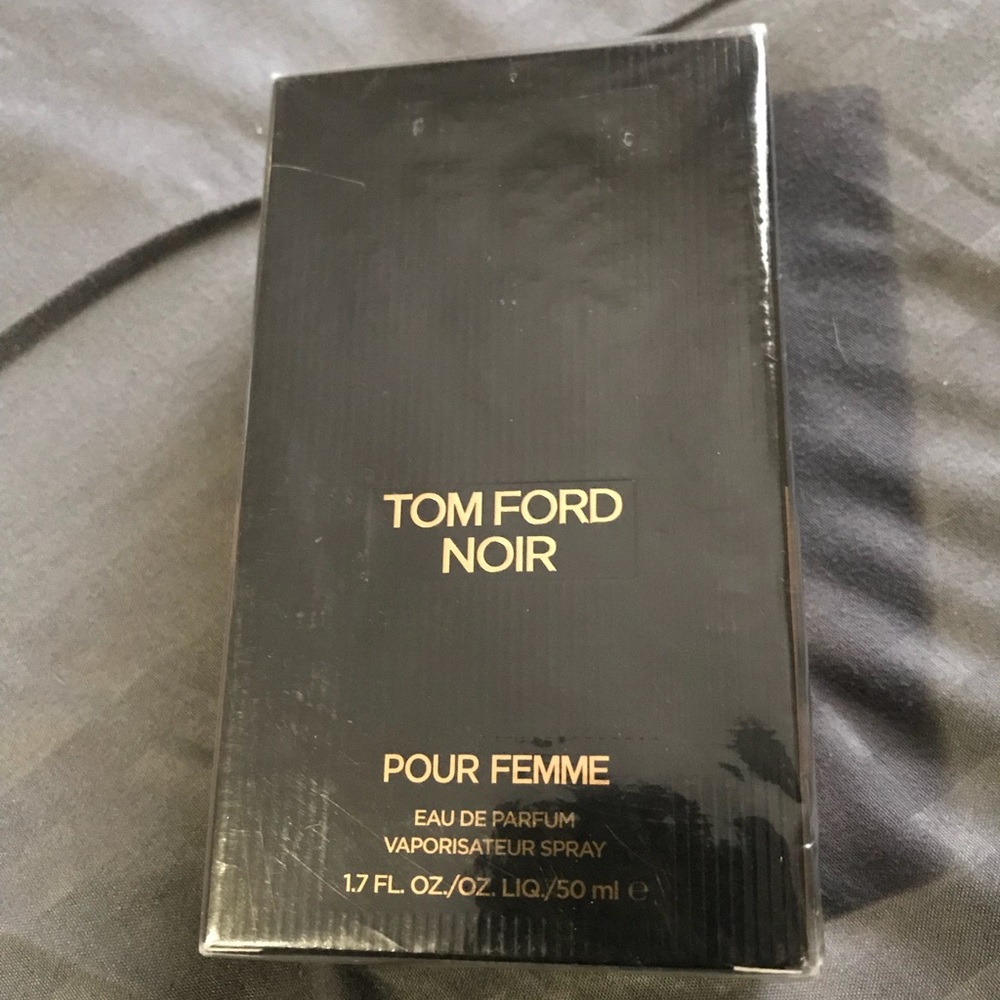 TOM FORD
NOIR
POUR FEMME
EAU DE PARFUM
VAPORISATEUR SPRAY
1.7 FL. OZ./OZ. LIQ./50 ml ℮